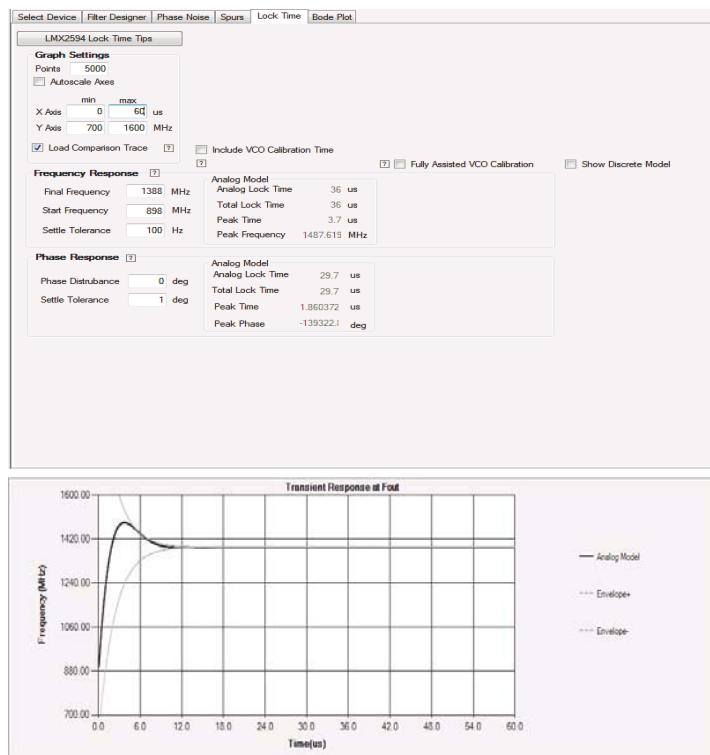 Select Device Filter Designer Phase Noise Spurs Lock Time Bode Plot
LMX2594 Lock Time Tips
Graph Settings
Points 5000
Autoscale Axes
min max
X Axis 0 60 us
Y Axis 700 1600 MHz
Load Comparison Trace ? Include VCO Calibration Time
? ? Fully Assisted VCO Calibration Show Discrete Model
Frequency Response ?
Analog Model
Final Frequency 1388 MHz Analog Lock Time 36 us
Start Frequency 898 MHz Total Lock Time 36 us
Settle Tolerance 100 Hz Peak Time 3.7 us
Peak Frequency 1487.615 MHz
Phase Response ?
Analog Model
Phase Distrubance 0 deg Analog Lock Time 29.7 us
Settle Tolerance 1 deg Total Lock Time 29.7 us
Peak Time 1.860372 us
Peak Phase -139322. deg
Transient Response at Fout
1600.00
1420.00
1240.00
1060.00
880.00
700.00
Frequency (MHz)
0.0 6.0 12.0 18.0 24.0 30.0 36.0 42.0 48.0 54.0 60.0
Time(us)
Analog Model
Envelope+
Envelope-